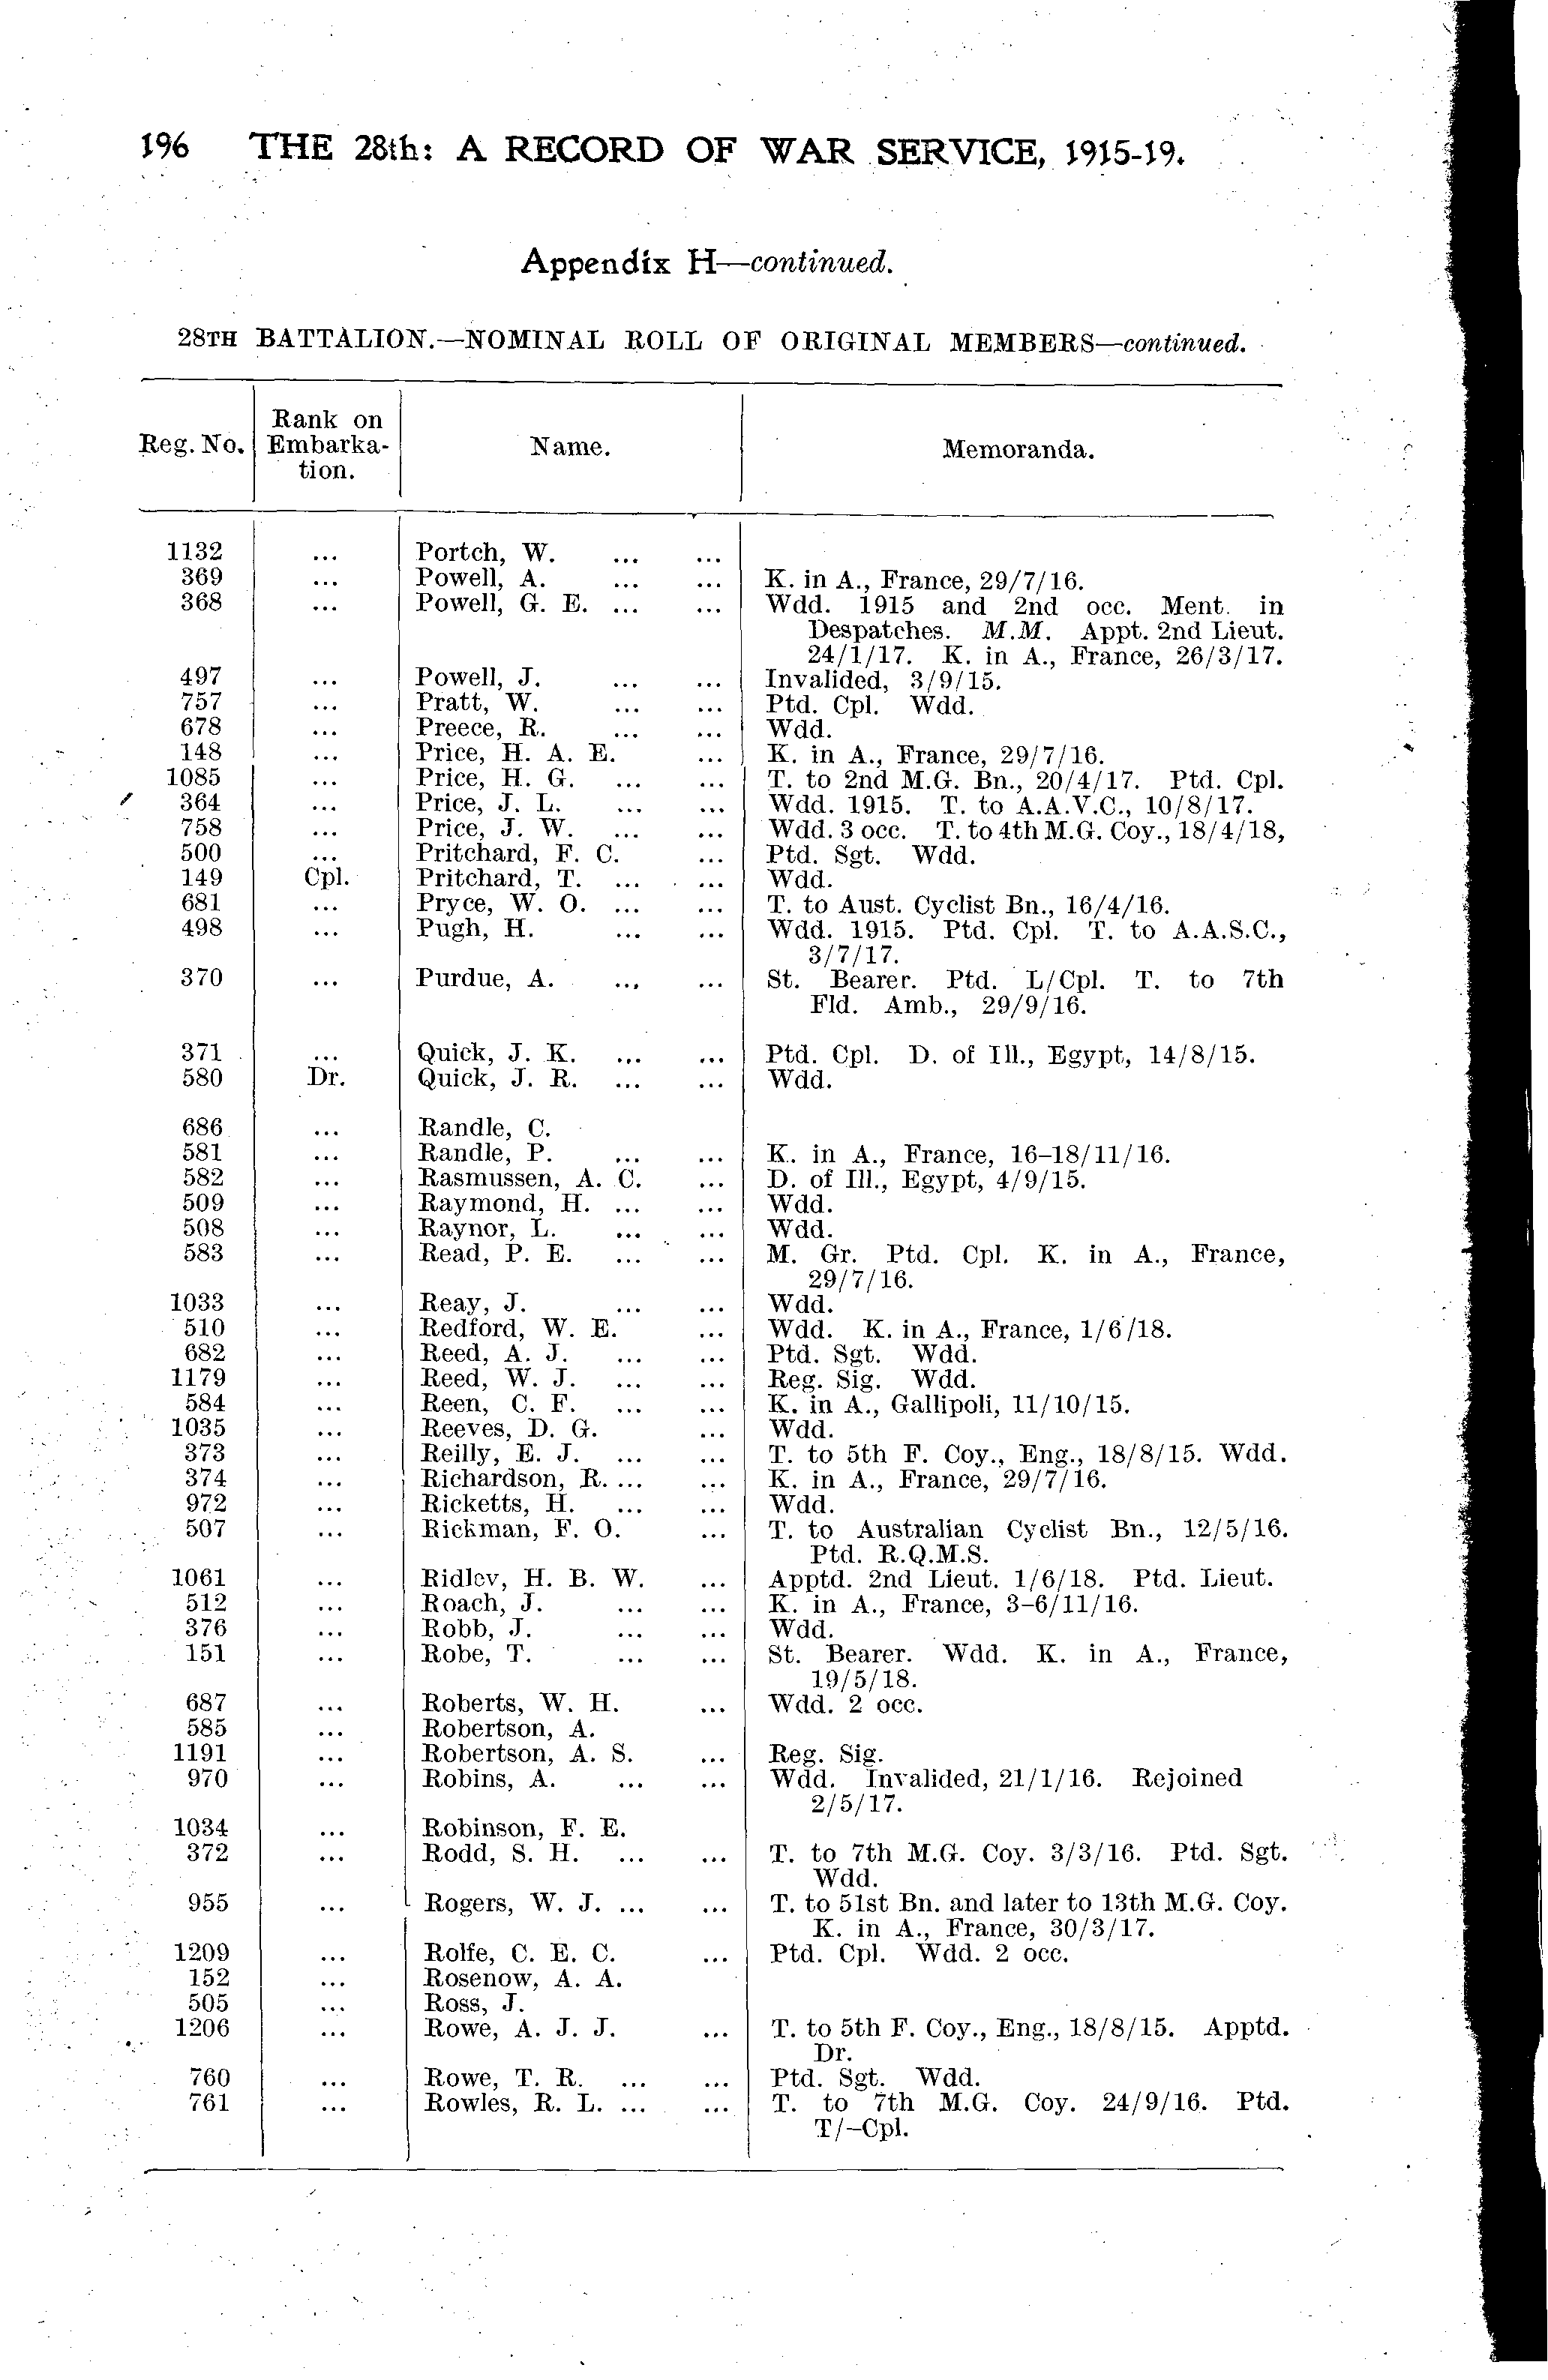 196 THE 28th: A RECORD OF WAR SERVICE, 1915-19.
Appendix H—continued.
28TH BATTALION.—NOMINAL ROLL OF ORIGINAL MEMBERS—continued.
Reg. No. Rank on Embarka-tion. Name. Memoranda.
1132 ... Portch, W. ... ...
369 ... Powell, A. ... ... K. in A., France, 29/7/16.
368 ... Powell, G. E. ... ... Wdd. 1915 and 2nd occ. Ment. in
Despatches. M.M. Appt. 2nd Lieut.
24/1/17. K. in A., France, 26/3/17.
497 ... Powell, J. ... ... Invalided, 3/9/15.
757 ... Pratt, W. ... ... Ptd. Cpl. Wdd.
678 ... Preece, R. ... ... Wdd.
148 ... Price, H. A. E. ... K. in A., France, 29/7/16.
1085 ... Price, H. G. ... ... T. to 2nd M.G. Bn., 20/4/17. Ptd. Cpl.
364 ... Price, J. L. ... ... Wdd. 1915. T. to A.A.V.C., 10/8/17.
758 ... Price, J. W. ... ... Wdd. 3 occ. T. to 4th M.G. Coy., 18/4/18,
500 ... Pritchard, F. C. ... Ptd. Sgt. Wdd.
149 Cpl. Pritchard, T. ... ... Wdd.
681 ... Pryce, W. O. ... ... T. to Aust. Cyclist Bn., 16/4/16.
498 ... Pugh, H. ... ... Wdd. 1915. Ptd. Cpl. T. to A.A.S.C.,
3/7/17.
370 ... Purdue, A. ... ... St. Bearer. Ptd. L/Cpl. T. to 7th
Fld. Amb., 29/9/16.
371 ... Quick, J. K. ... ... Ptd. Cpl. D. of Ill., Egypt, 14/8/15.
580 Dr. Quick, J. R. ... ... Wdd.
686 ... Randle, C.
581 ... Randle, P. ... ... K. in A., France, 16–18/11/16.
582 ... Rasmussen, A. C. ... D. of Ill., Egypt, 4/9/15.
509 ... Raymond, H. ... ... Wdd.
508 ... Raynor, L. ... ... Wdd.
583 ... Read, P. E. ... ... M. Gr. Ptd. Cpl. K. in A., France,
29/7/16.
1033 ... Reay, J. ... ... Wdd.
510 ... Redford, W. E. ... Wdd. K. in A., France, 1/6/18.
682 ... Reed, A. J. ... ... Ptd. Sgt. Wdd.
1179 ... Reed, W. J. ... ... Reg. Sig. Wdd.
584 ... Reen, C. F. ... ... K. in A., Gallipoli, 11/10/15.
1035 ... Reeves, D. G. ... Wdd.
373 ... Reilly, E. J. ... ... T. to 5th F. Coy., Eng., 18/8/15. Wdd.
374 ... Richardson, R. ... ... K. in A., France, 29/7/16.
972 ... Ricketts, H. ... ... Wdd.
507 ... Rickman, F. O. ... T. to Australian Cyclist Bn., 12/5/16.
Ptd. R.Q.M.S.
1061 ... Ridley, H. B. W. ... Apptd. 2nd Lieut. 1/6/18. Ptd. Lieut.
512 ... Roach, J. ... ... K. in A., France, 3–6/11/16.
376 ... Robb, J. ... ... Wdd.
151 ... Robe, T. ... ... St. Bearer. Wdd. K. in A., France,
19/5/18.
687 ... Roberts, W. H. ... Wdd. 2 occ.
585 ... Robertson, A.
1191 ... Robertson, A. S. ... Reg. Sig.
970 ... Robins, A. ... ... Wdd. Invalided, 21/1/16. Rejoined
2/5/17.
1034 ... Robinson, F. E.
372 ... Rodd, S. H. ... ... T. to 7th M.G. Coy. 3/3/16. Ptd. Sgt.
Wdd.
955 ... Rogers, W. J. ... ... T. to 51st Bn. and later to 13th M.G. Coy.
K. in A., France, 30/3/17.
1209 ... Rolfe, C. E. C. ... Ptd. Cpl. Wdd. 2 occ.
152 ... Rosenow, A. A.
505 ... Ross, J.
1206 ... Rowe, A. J. J. ... T. to 5th F. Coy., Eng., 18/8/15. Apptd.
Dr.
760 ... Rowe, T. R. ... ... Ptd. Sgt. Wdd.
761 ... Rowles, R. L. ... ... T. to 7th M.G. Coy. 24/9/16. Ptd.
T/–Cpl.